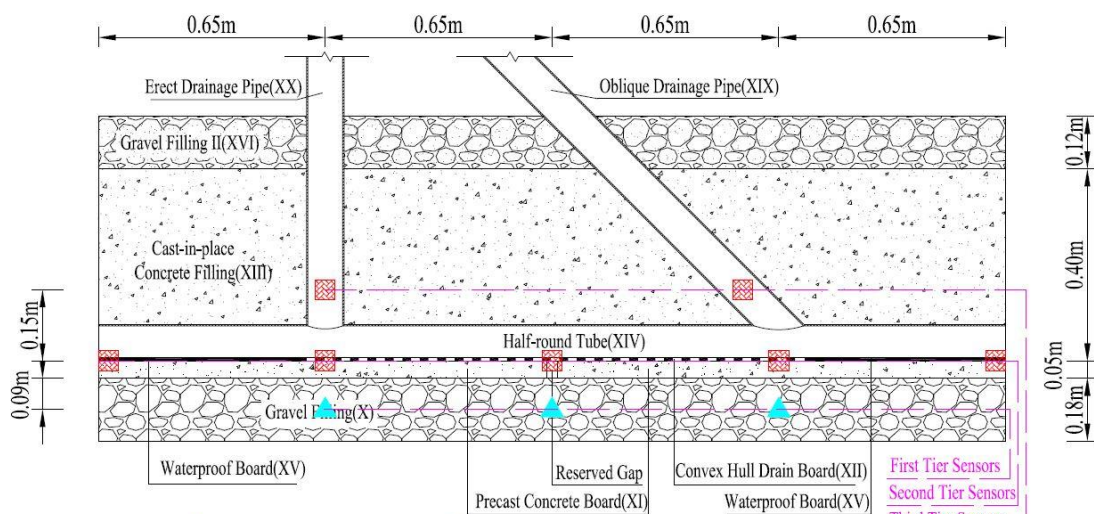 0.65m 0.65m 0.65m 0.65m
Erect Drainage Pipe(XX)
Oblique Drainage Pipe(XIX)
Gravel Filling II(XVI)
0.12m
Cast-in-place
Concrete Filling(XIII)
0.40m
0.15m
Half-round Tube(XIV)
0.05m
0.09m
Gravel Filling(X)
0.18m
Waterproof Board(XV)
Reserved Gap
Convex Hull Drain Board(XII)
First Tier Sensors
Precast Concrete Board(XI)
Waterproof Board(XV)
Second Tier Sensors